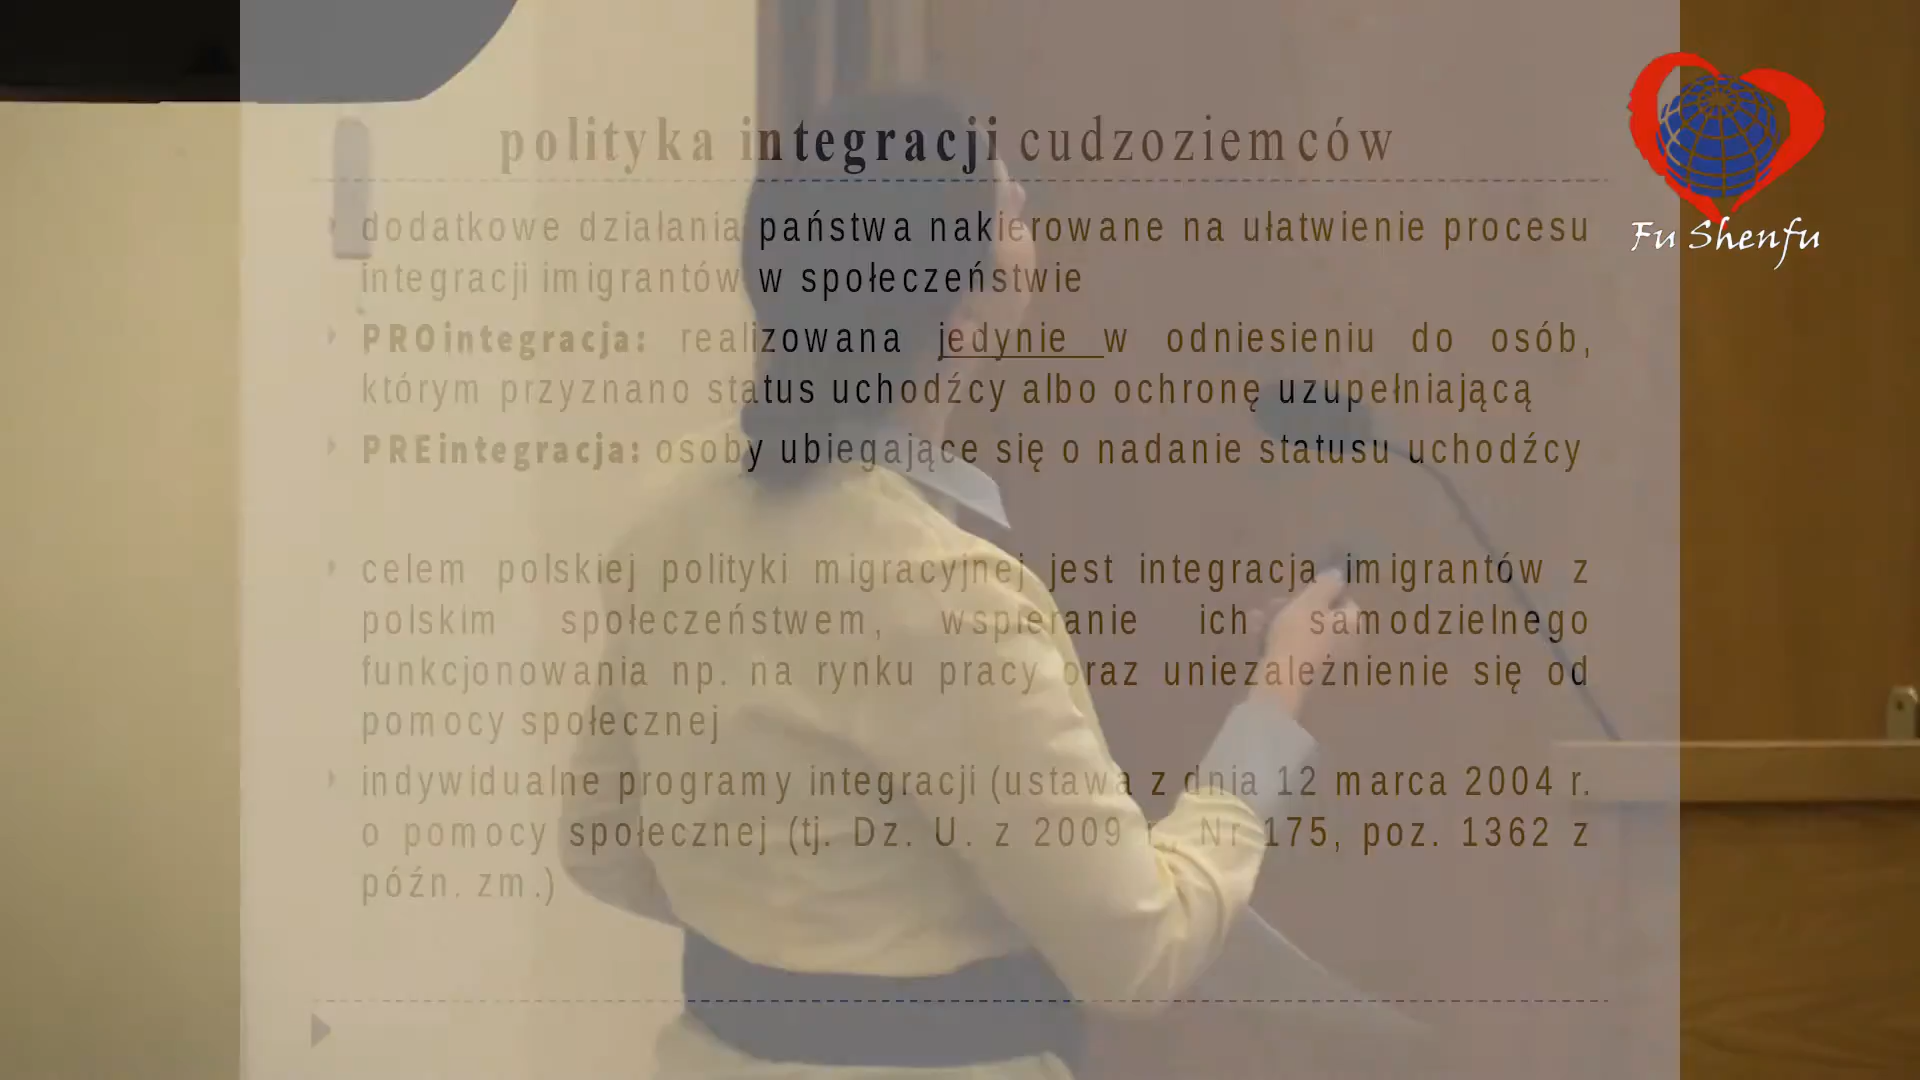 polityka integracji cudzoziemców
Fu Shenfu
dodatkowe działania państwa nakierowane na ułatwienie procesu
integracji imigrantów w społeczeństwie
PROintegracja: realizowana jedynie w odniesieniu do osób,
którym przyznano status uchodźcy albo ochronę uzupełniającą
PREintegracja: osoby ubiegające się o nadanie statusu uchodźcy
celem polskiej polityki migracyjnej jest integracja imigrantów z
polskim społeczeństwem, wspieranie ich samodzielnego
funkcjonowania np. na rynku pracy oraz uniezależnienie się od
pomocy społecznej
indywidualne programy integracji (ustawa z dnia 12 marca 2004 r.
o pomocy społecznej (tj. Dz. U. z 2009 r., Nr 175, poz. 1362 z
późn. zm.)